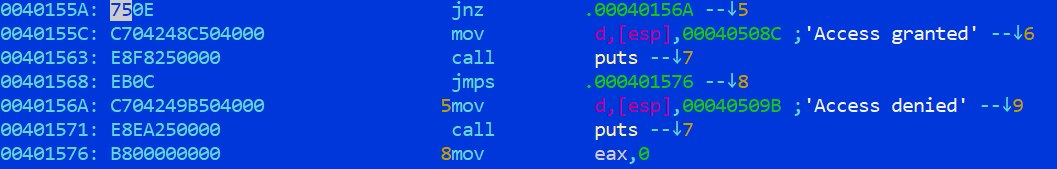 0040155A: 750E jnz .00040156A --↓5
0040155C: C704248C504000 mov d,[esp],00040508C ;'Access granted' --↓6
00401563: E8F8250000 call puts --↓7
00401568: EB0C jmps .000401576 --↓8
0040156A: C704249B504000 5mov d,[esp],00040509B ;'Access denied' --↓9
00401571: E8EA250000 call puts --↓7
00401576: B800000000 8mov eax,0